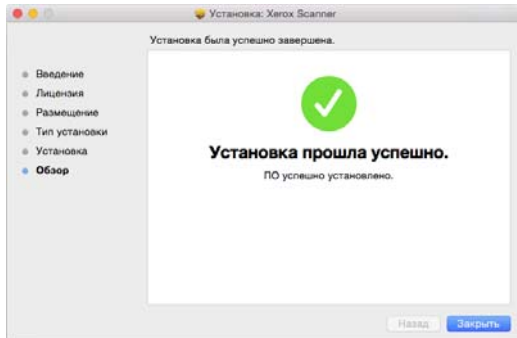 Установка: Xerox Scanner
Установка была успешно завершена.
Введение
Лицензия
Размещение
Тип установки
Установка
Обзор
Установка прошла успешно.
ПО успешно установлено.
Назад
Закрыть